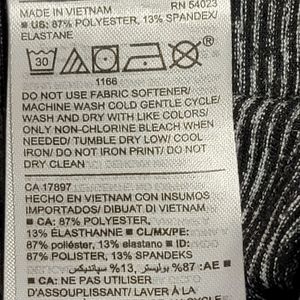 MADE IN VIETNAM RN 54023
■ US: 87% POLYESTER, 13% SPANDEX/
ELASTANE
30
1166
DO NOT USE FABRIC SOFTENER/
MACHINE WASH COLD GENTLE CYCLE/
WASH AND DRY WITH LIKE COLORS/
ONLY NON-CHLORINE BLEACH WHEN
NEEDED/ TUMBLE DRY LOW/ COOL
IRON/ DO NOT IRON PRINT/ DO NOT
DRY CLEAN
CA 17897
HECHO EN VIETNAM CON INSUMOS
IMPORTADOS/ DIBUAT DI VIETNAM
■ CA: 87% POLYESTER,
13% ÉLASTHANNE ■ CL/MX/PE:
87% poliéster, 13% elastano ■ ID:
87% POLISTER, 13% SPANDEKS
■ AE: 87% بوليستر, 13% سباندیكس
■ CA: NE PAS UTILISER
D'ASSOUPLISSANT/ LAVER À LA